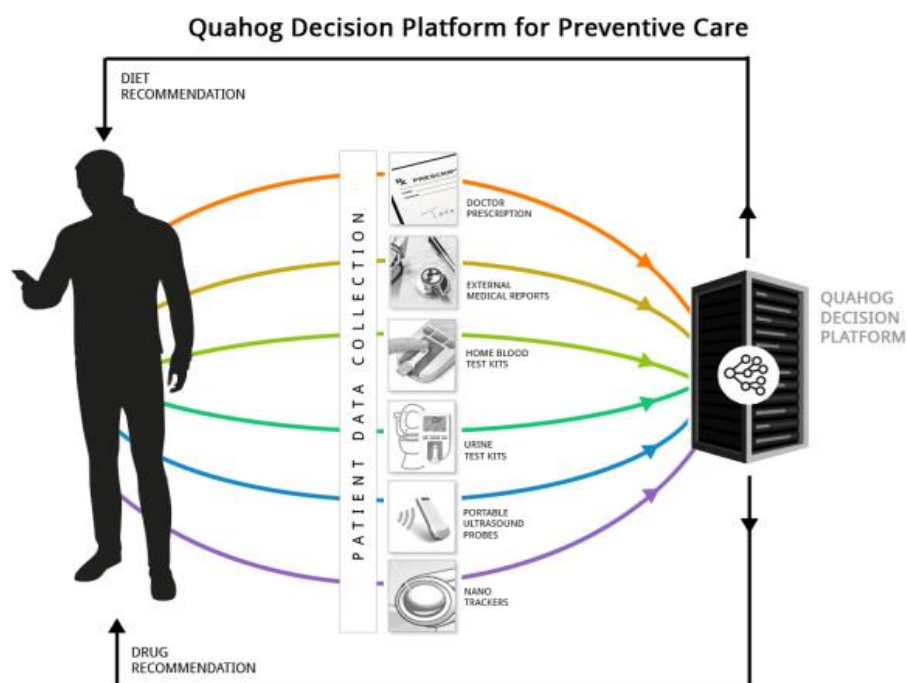 Quahog Decision Platform for Preventive Care
DIET
RECOMMENDATION
PATIENT DATA COLLECTION
PRESCRIP
DOCTOR
PRESCRIPTION
EXTERNAL
MEDICAL REPORTS
HOME BLOOD
TEST KITS
URINE
TEST KITS
PORTABLE
ULTRASOUND
PROBES
NANO
TRACKERS
QUAHOG
DECISION
PLATFORM
DRUG
RECOMMENDATION